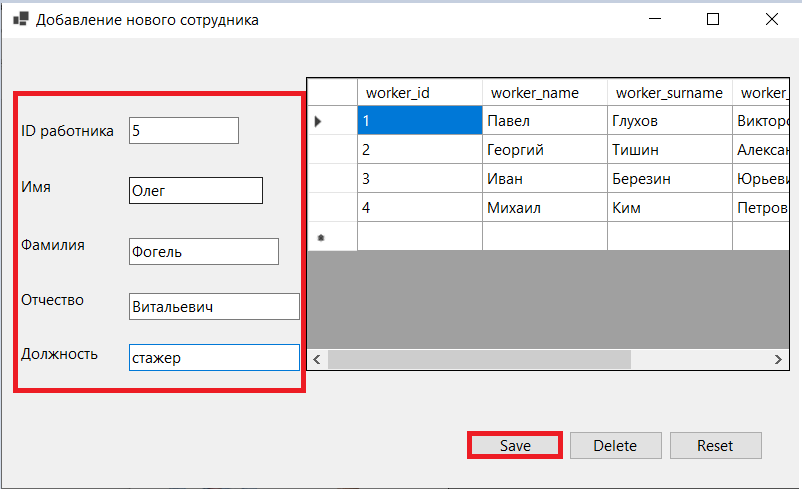 Добавление нового сотрудника
ID работника 5
Имя Олег
Фамилия Фогель
Отчество Витальевич
Должность стажер
worker_id worker_name worker_surname worker_
1 Павел Глухов Викторо
2 Георгий Тишин Алексан
3 Иван Березин Юрьеви
4 Михаил Ким Петров
Save Delete Reset